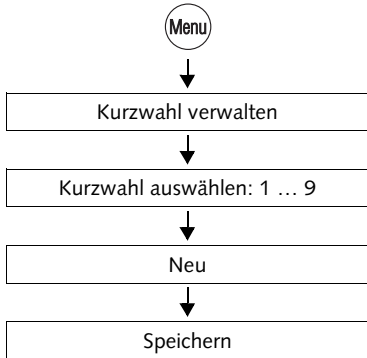 Menu
Kurzwahl verwalten
Kurzwahl auswählen: 1 … 9
Neu
Speichern